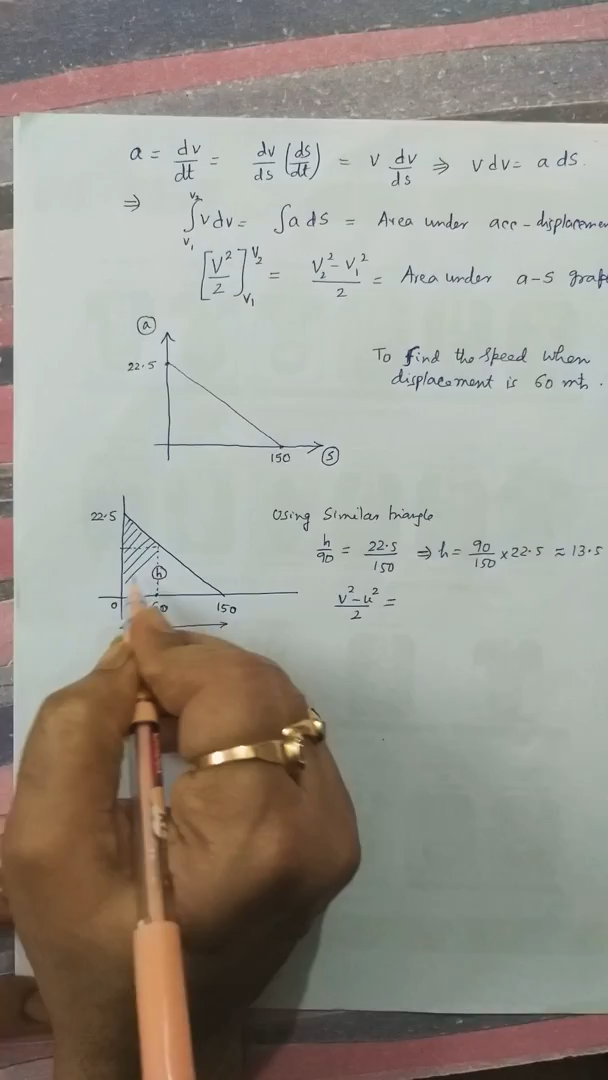 a = dv/dt = dv/ds (ds/dt) = v dv/ds ⇒ v dv = a ds.
⇒ ∫_{V₁}^{V₂} v dv = ∫ a ds = Area under acc-displacemen
[V²/2]_{V₁}^{V₂} = (V₂² - V₁²)/2 = Area under a-s grap
a
22.5
To find the speed when
displacement is 60 mts.
150
S
22.5
Using Similar triangle
h/90 = 22.5/150 ⇒ h = 90/150 × 22.5 ≈ 13.5
h
(v² - u²)/2 =
0
150